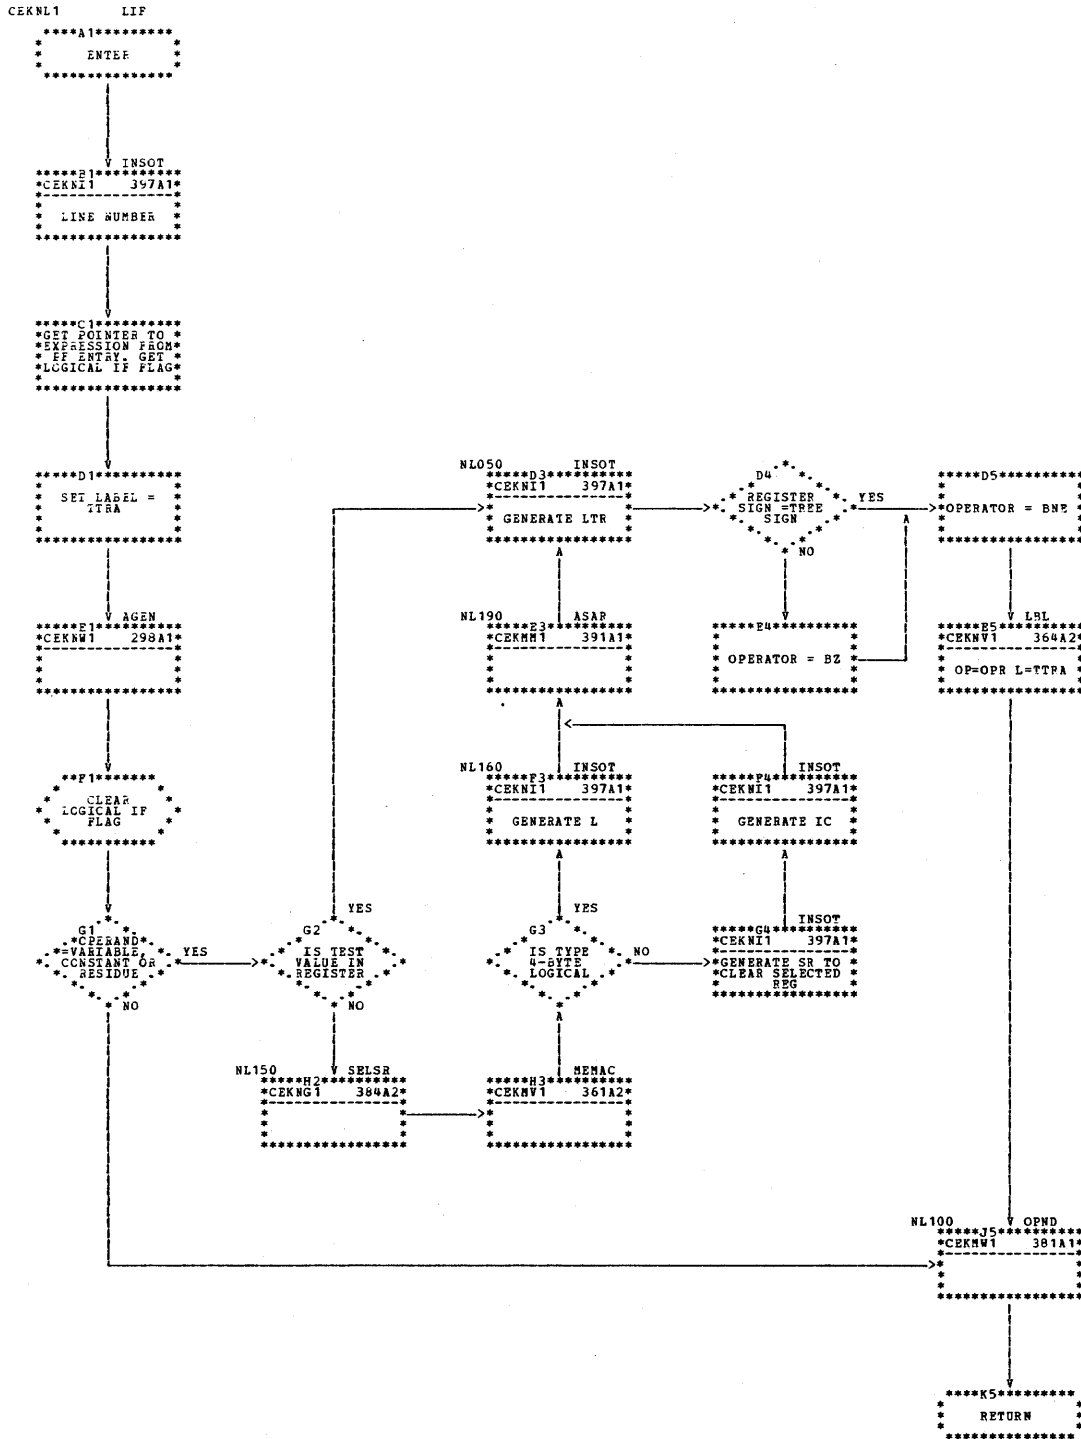 CEKNL1 LIF
A1
ENTER
INSOT
B1
CEKNI1 397A1
LINE NUMBER
C1
GET POINTER TO
EXPRESSION FROM
PF ENTRY. GET
LOGICAL IF FLAG
D1
SET LABEL =
TTRA
AGEN
E1
CEKNW1 298A1
F1
CLEAR
LOGICAL IF
FLAG
G1
OPERAND
=VARIABLE,
CONSTANT OR
RESIDUE
YES
NO
G2
IS TEST
VALUE IN
REGISTER
YES
NO
NL150 SELSR
H2
CEKNG1 384A2
MEMAC
H3
CEKMV1 361A2
G3
IS TYPE
4-BYTE
LOGICAL
YES
NO
INSOT
G4
CEKNI1 397A1
GENERATE SR TO
CLEAR SELECTED
REG
NL160 INSOT
F3
CEKNI1 397A1
GENERATE L
INSOT
F4
CEKNI1 397A1
GENERATE IC
NL190 ASAR
E3
CEKMM1 391A1
NL050 INSOT
D3
CEKNI1 397A1
GENERATE LTR
D4
REGISTER
SIGN =TREE
SIGN
YES
NO
E4
OPERATOR = BZ
D5
OPERATOR = BNE
LBL
E5
CEKNV1 364A2
OP=OPR L=TTRA
NL100 OPND
J5
CEKMW1 381A1
K5
RETURN